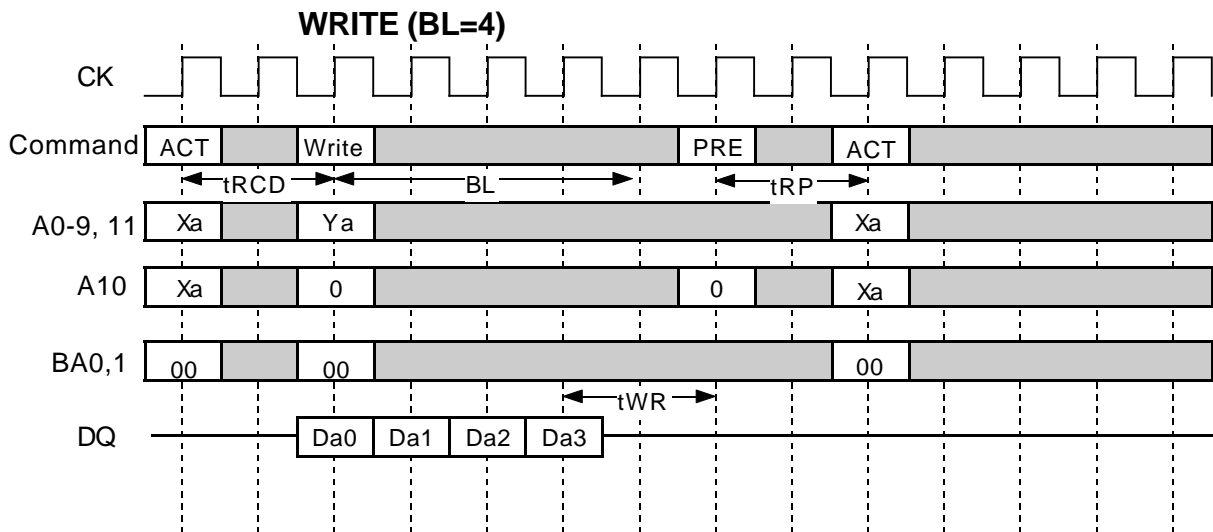 WRITE (BL=4)
CK
Command ACT Write PRE ACT
tRCD BL tRP
A0-9, 11 Xa Ya Xa
A10 Xa 0 0 Xa
BA0,1 00 00 00
tWR
DQ Da0 Da1 Da2 Da3